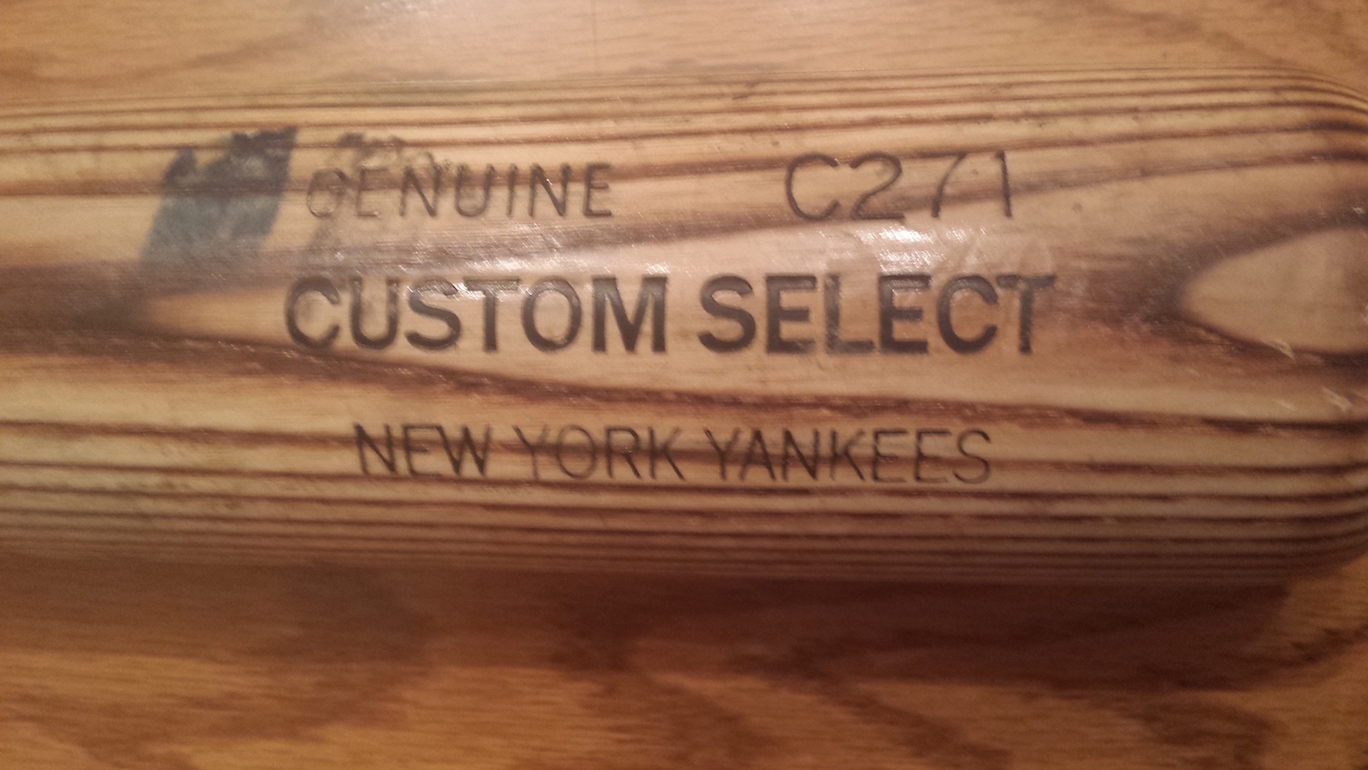 GENUINE C271
CUSTOM SELECT
NEW YORK YANKEES